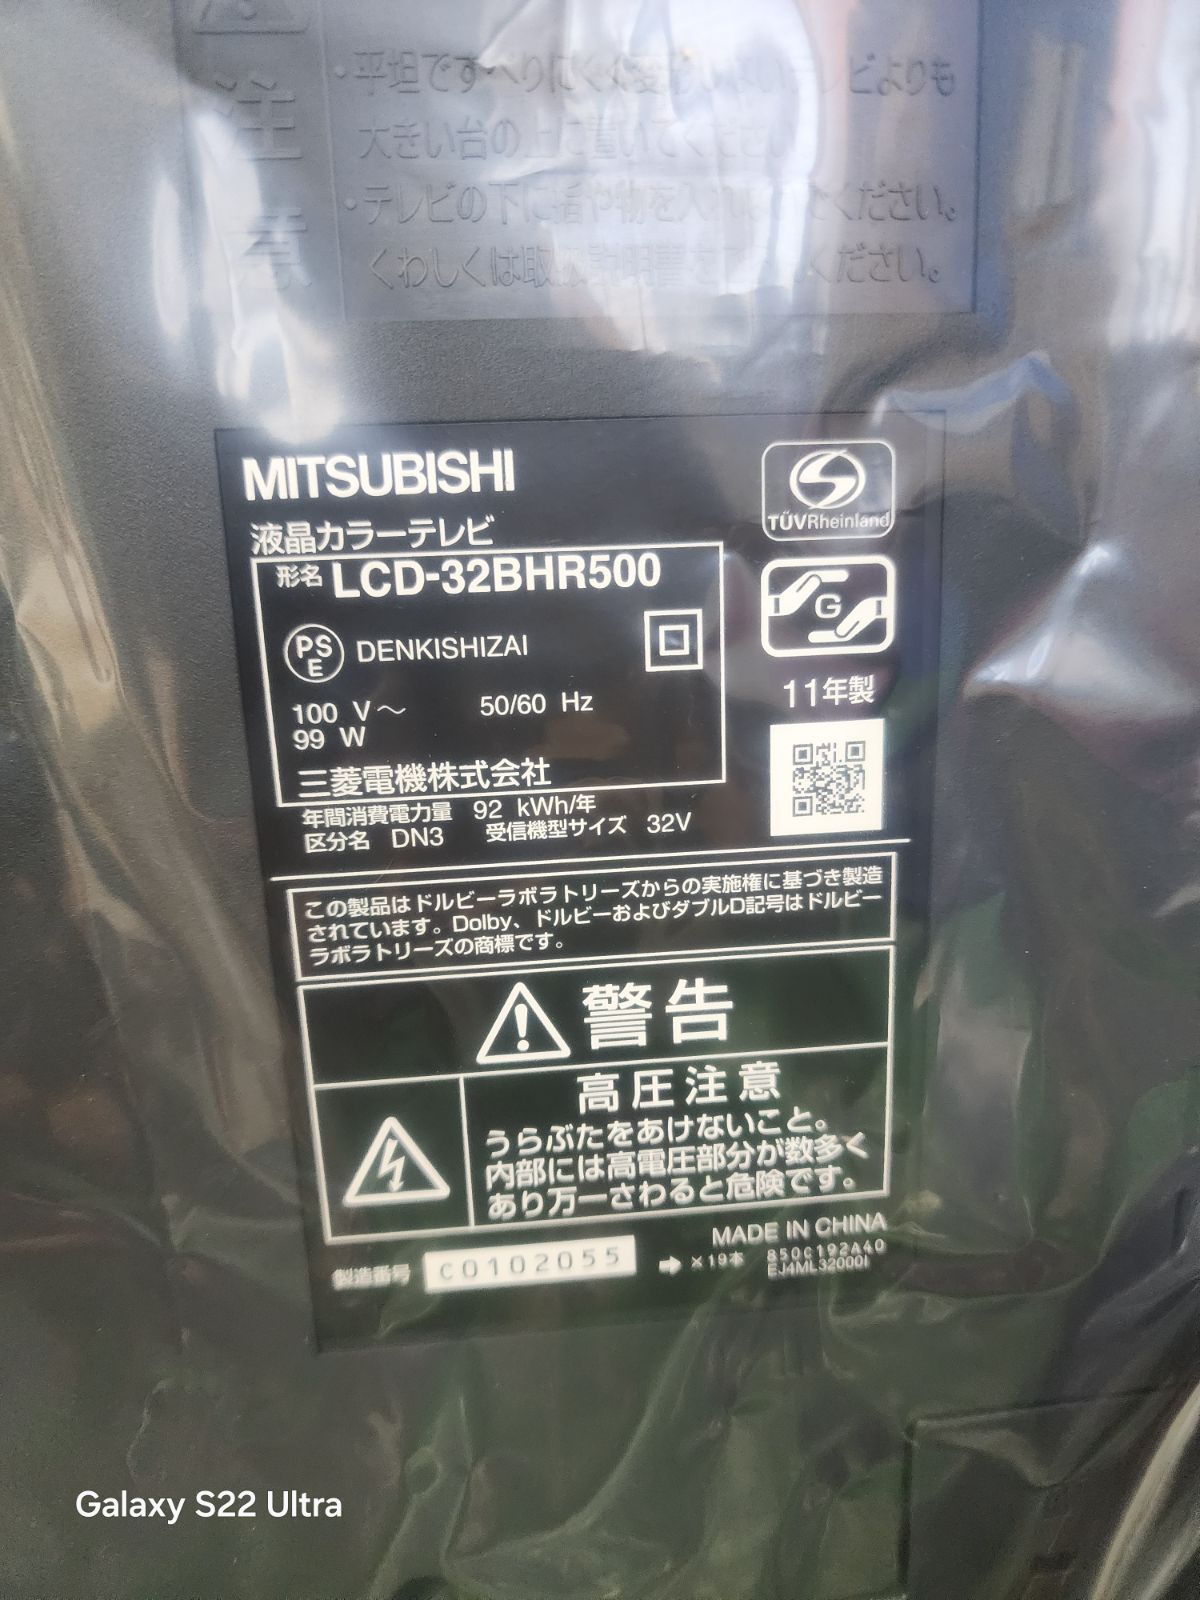 注意
・平坦ですべりにくく
テレビよりも
大きい台の上に置いてください
・テレビの下に指や物を入れないでください。
くわしくは取扱説明書を
ください。
MITSUBISHI
液晶カラーテレビ
形名 LCD-32BHR500
PS
E
DENKISHIZAI
100 V～ 50/60 Hz
99 W
三菱電機株式会社
年間消費電力量 92 kWh/年
区分名 DN3 受信機型サイズ 32V
TÜVRheinland
G
11年製
この製品はドルビーラボラトリーズからの実施権に基づき製造
されています。Dolby、ドルビーおよびダブルD記号はドルビー
ラボラトリーズの商標です。
警告
高圧注意
うらぶたをあけないこと。
内部には高電圧部分が数多く
あり万一さわると危険です。
MADE IN CHINA
製造番号 C0102055 ➡ ×19本 850C192A40
EJ4ML32000I
Galaxy S22 Ultra